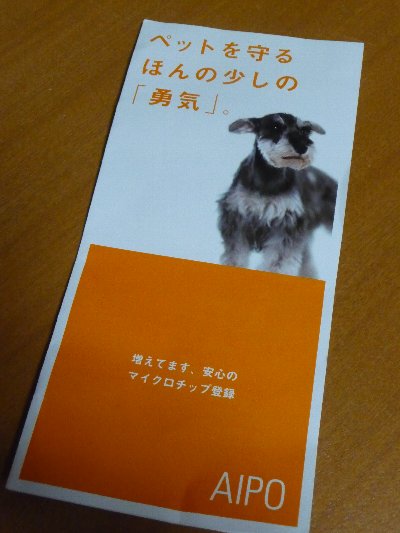 ペットを守る
ほんの少しの
「勇気」。
増えてます、安心の
マイクロチップ登録
AIPO